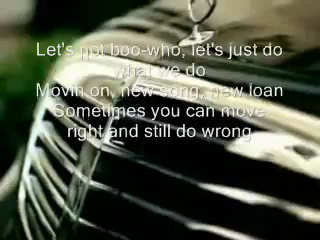 Let's not boo-who, let's just do
what we do
Movin on, new song, new loan
Sometimes you can move
right and still do wrong